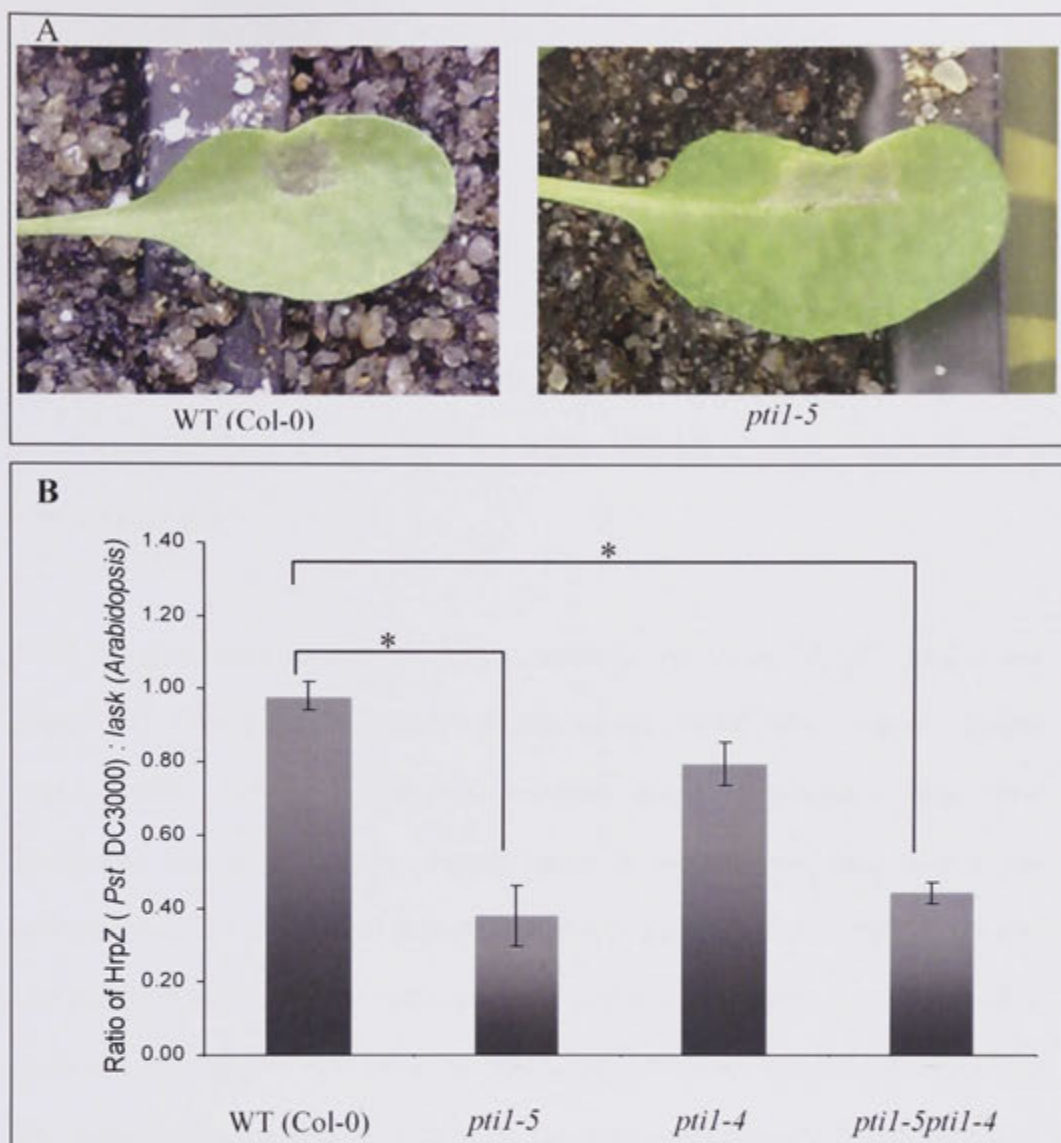 A
WT (Col-0)
pti1-5
B
Ratio of HrpZ ( Pst DC3000) : Iask (Arabidopsis)
1.40
1.20
1.00
0.80
0.60
0.40
0.20
0.00
*
*
WT (Col-0)
pti1-5
pti1-4
pti1-5pti1-4